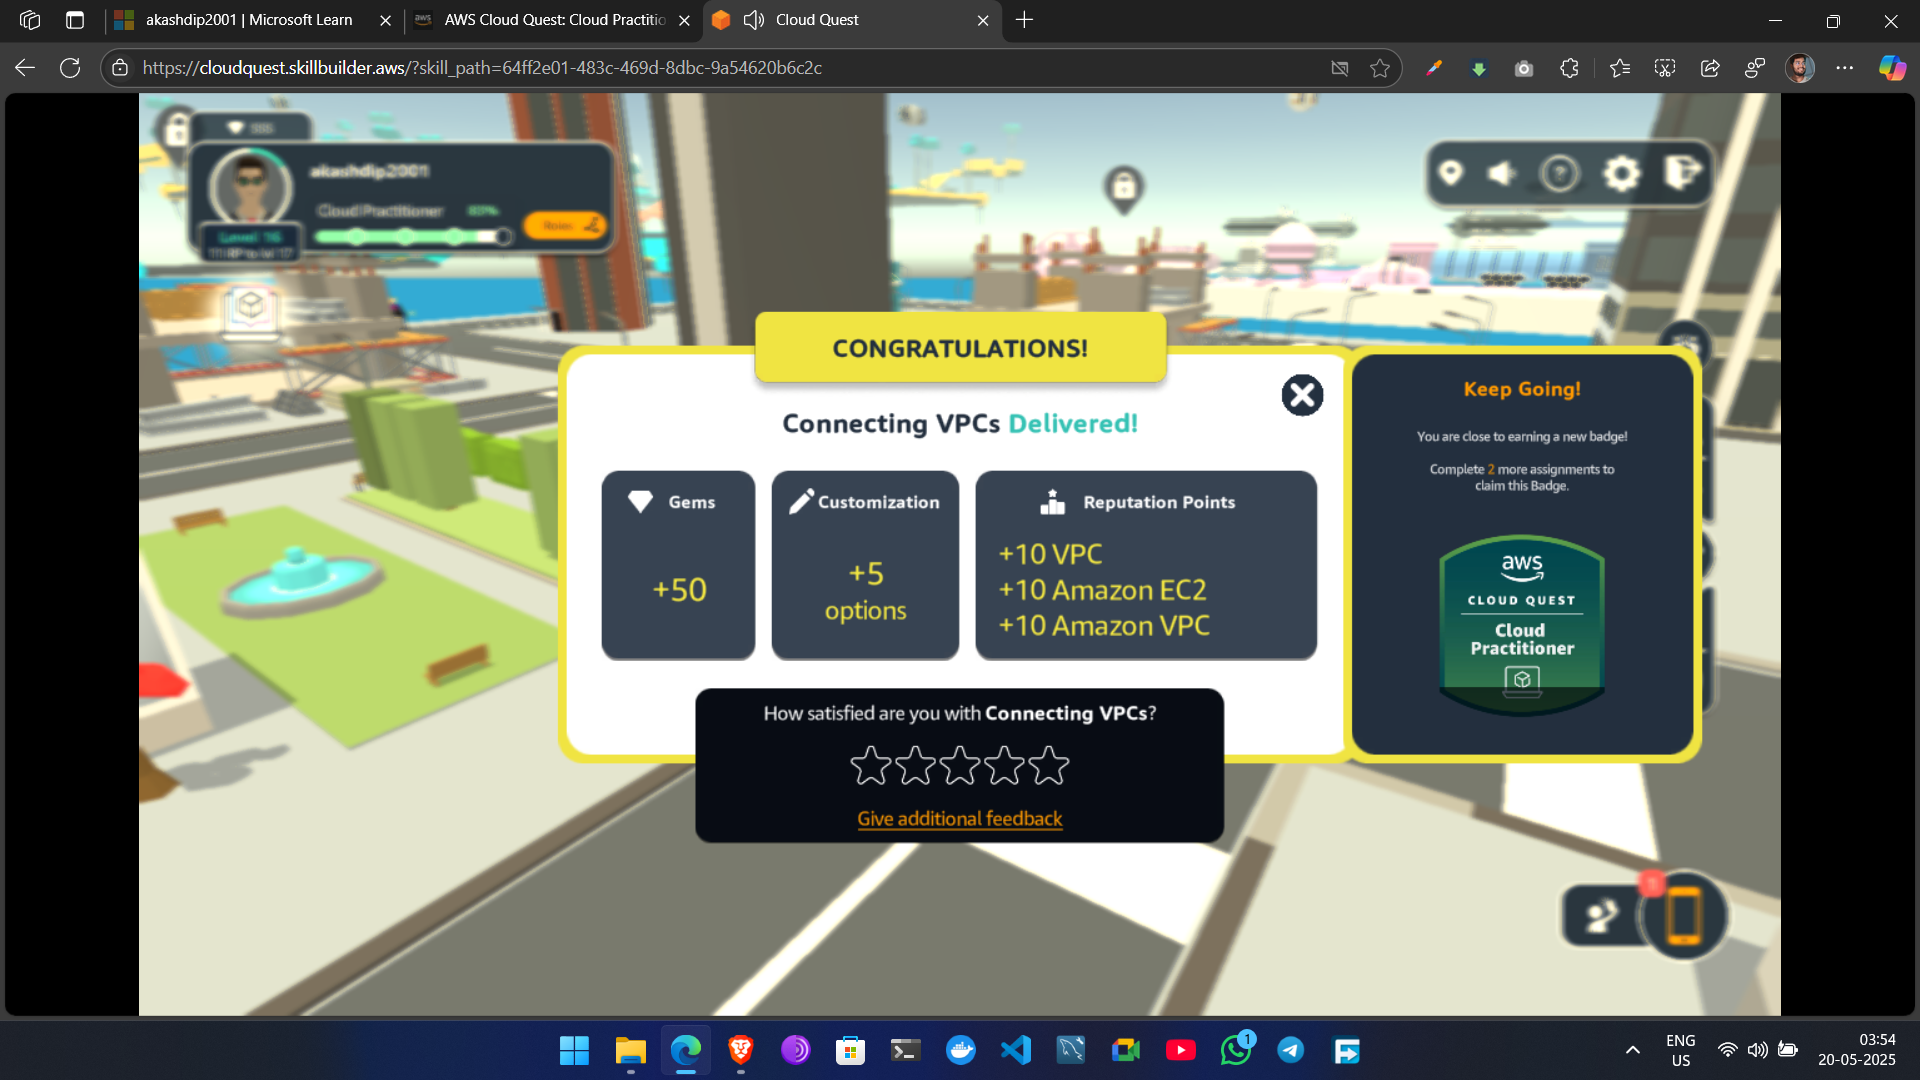 akashdip2001 | Microsoft Learn
AWS Cloud Quest: Cloud Practitio
Cloud Quest
https://cloudquest.skillbuilder.aws/?skill_path=64ff2e01-483c-469d-8dbc-9a54620b6c2c
akashdip2001
Cloud Practitioner
Roles
Level 16
CONGRATULATIONS!
Connecting VPCs Delivered!
Gems
+50
Customization
+5
options
Reputation Points
+10 VPC
+10 Amazon EC2
+10 Amazon VPC
Keep Going!
You are close to earning a new badge!
Complete 2 more assignments to
claim this Badge.
aws
CLOUD QUEST
Cloud
Practitioner
How satisfied are you with Connecting VPCs?
Give additional feedback
1
ENG
US
03:54
20-05-2025